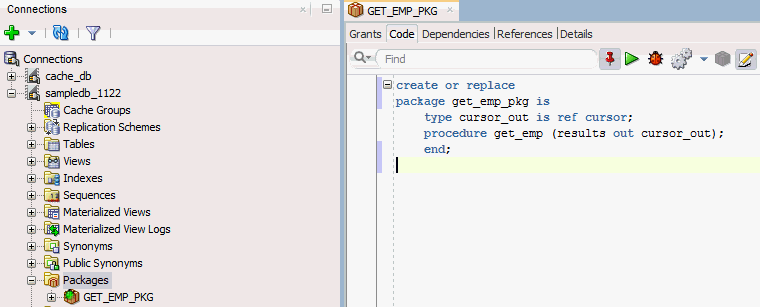 Connections
Connections
cache_db
sampledb_1122
Cache Groups
Replication Schemes
Tables
Views
Indexes
Sequences
Materialized Views
Materialized View Logs
Synonyms
Public Synonyms
Packages
GET_EMP_PKG
GET_EMP_PKG
Grants Code Dependencies References Details
Find
create or replace
package get_emp_pkg is
type cursor_out is ref cursor;
procedure get_emp (results out cursor_out);
end;